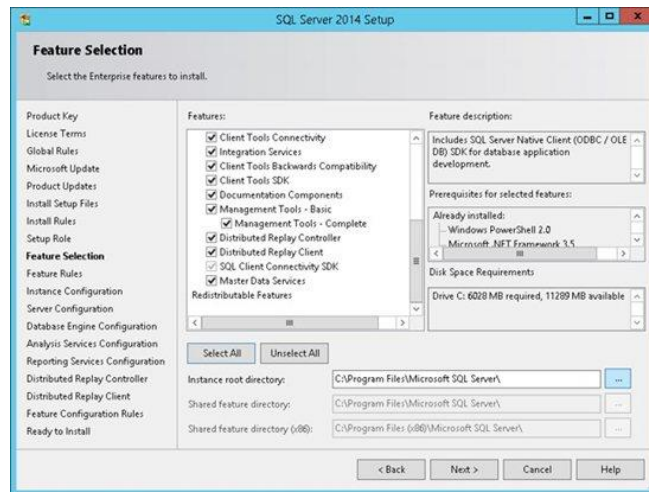 SQL Server 2014 Setup
Feature Selection
Select the Enterprise features to install.
Product Key
License Terms
Global Rules
Microsoft Update
Product Updates
Install Setup Files
Install Rules
Setup Role
Feature Selection
Feature Rules
Instance Configuration
Server Configuration
Database Engine Configuration
Analysis Services Configuration
Reporting Services Configuration
Distributed Replay Controller
Distributed Replay Client
Feature Configuration Rules
Ready to Install
Features:
Client Tools Connectivity
Integration Services
Client Tools Backwards Compatibility
Client Tools SDK
Documentation Components
Management Tools - Basic
Management Tools - Complete
Distributed Replay Controller
Distributed Replay Client
SQL Client Connectivity SDK
Master Data Services
Redistributable Features
Feature description:
Includes SQL Server Native Client (ODBC / OLE
DB) SDK for database application
development.
Prerequisites for selected features:
Already installed:
Windows PowerShell 2.0
Microsoft .NET Framework 3.5
Disk Space Requirements
Drive C: 6028 MB required, 11289 MB available
Select All
Unselect All
Instance root directory:
C:\Program Files\Microsoft SQL Server\
...
Shared feature directory:
C:\Program Files\Microsoft SQL Server\
...
Shared feature directory (x86):
C:\Program Files (x86)\Microsoft SQL Server\
...
< Back
Next >
Cancel
Help